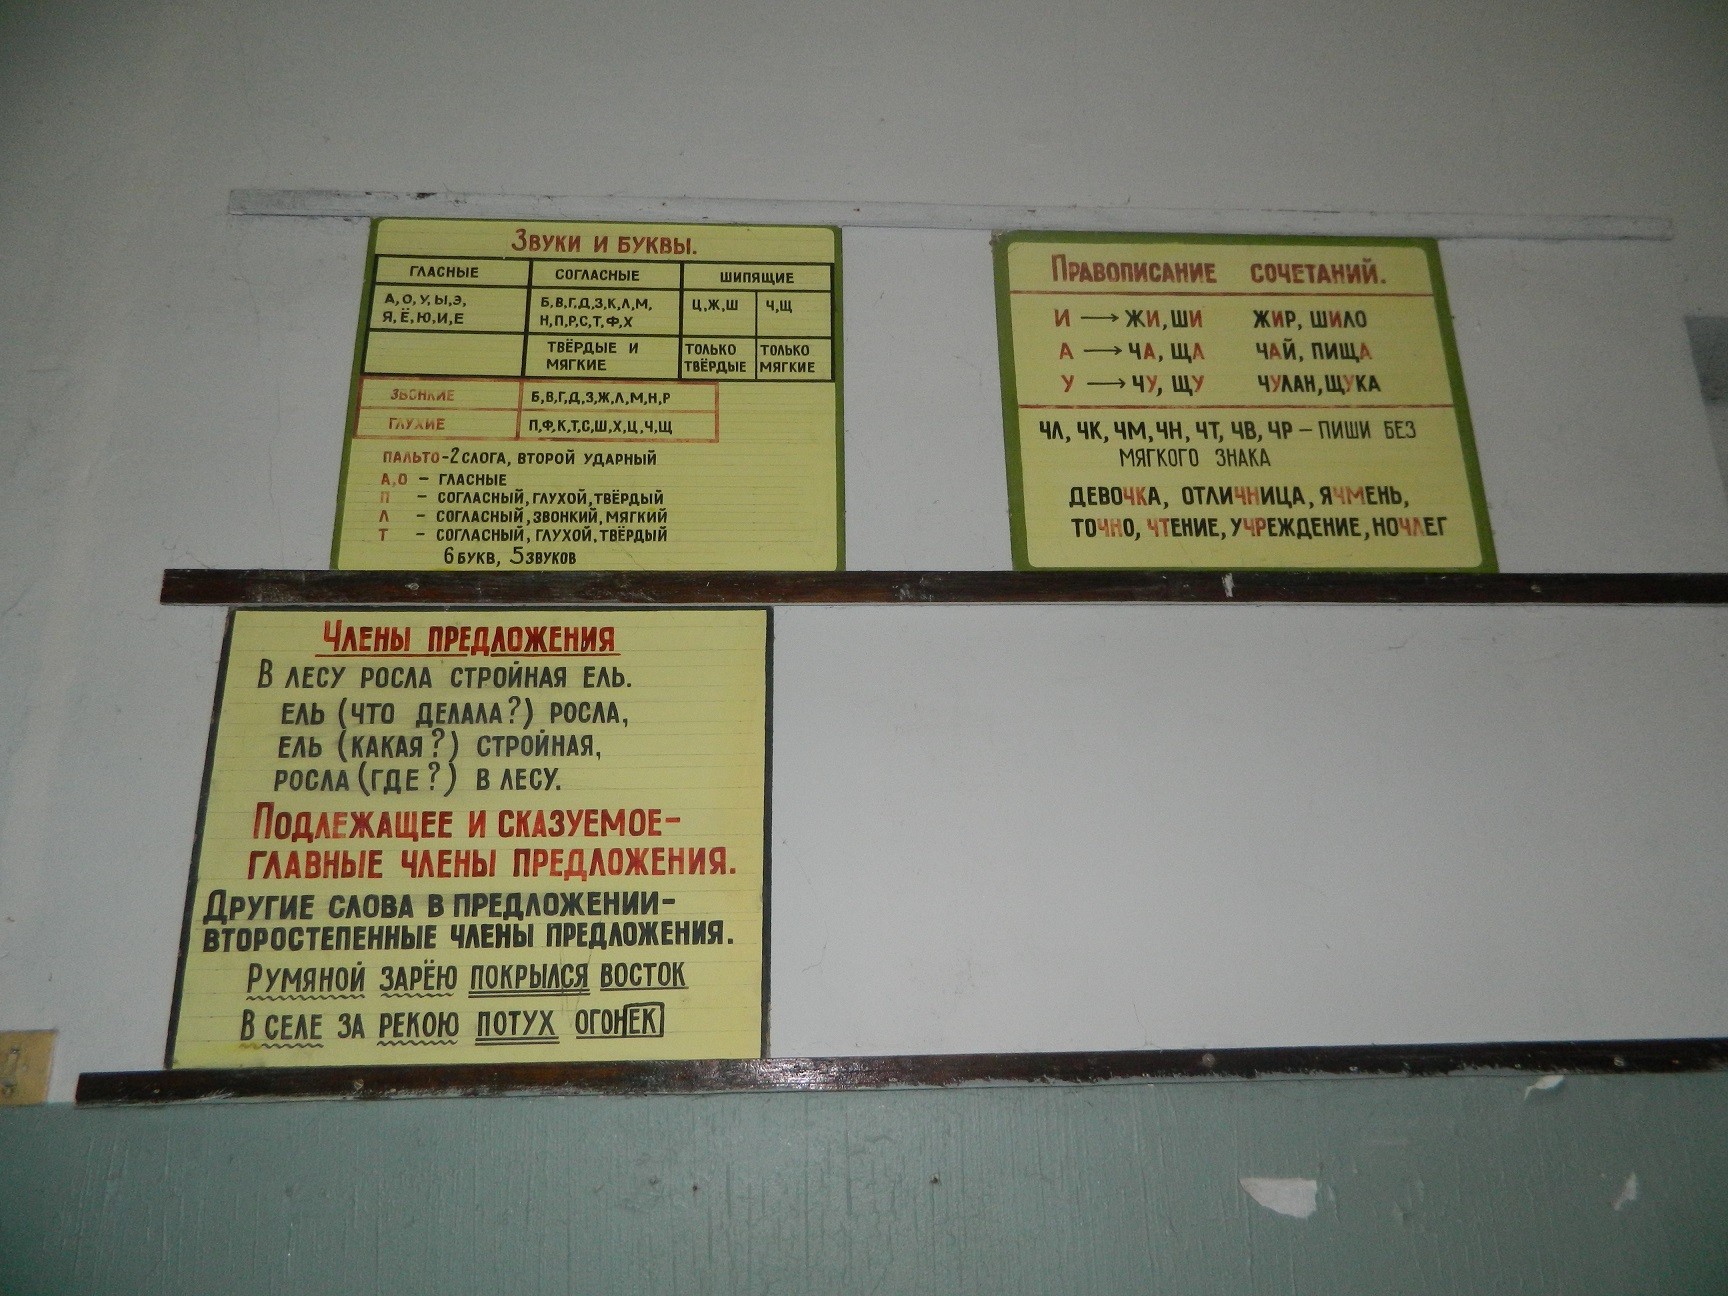 Звуки и буквы.
гласные согласные шипящие
А,О,У,Ы,Э, Б,В,Г,Д,З,К,Л,М, Ц,Ж,Ш Ч,Щ
Я,Ё,Ю,И,Е Н,П,Р,С,Т,Ф,Х
твёрдые и только только
мягкие твёрдые мягкие
звонкие Б,В,Г,Д,З,Ж,Л,М,Н,Р
глухие П,Ф,К,Т,С,Ш,Х,Ц,Ч,Щ
пальто-2 слога, второй ударный
А,О – гласные
П – согласный, глухой, твёрдый
Л – согласный, звонкий, мягкий
Т – согласный, глухой, твёрдый
6 букв, 5 звуков
Правописание сочетаний.
И → жи, ши жир, шило
А → ча, ща чай, пища
У → чу, щу чулан, щука
чл, чк, чм, чн, чт, чв, чр – пиши без
мягкого знака
девочка, отличница, ячмень,
точно, чтение, учреждение, ночлег
Члены предложения
В лесу росла стройная ель.
ель (что делала?) росла,
ель (какая?) стройная,
росла (где?) в лесу.
Подлежащее и сказуемое-
главные члены предложения.
Другие слова в предложении-
второстепенные члены предложения.
Румяной зарёю покрылся восток
В селе за рекою потух огонек